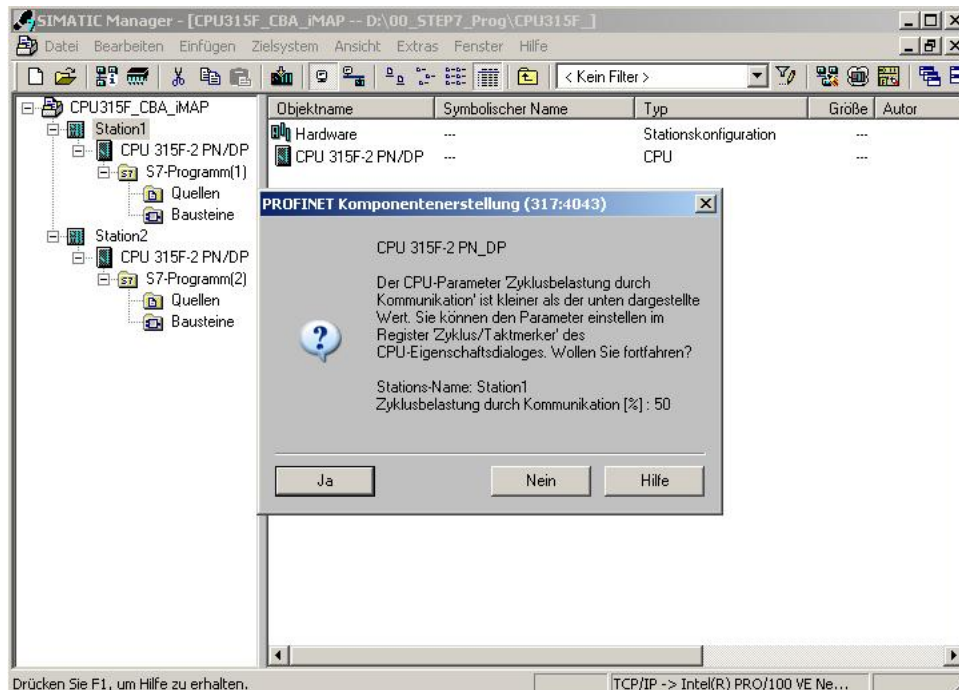 SIMATIC Manager - [CPU315F_CBA_iMAP -- D:\00_STEP7_Prog\CPU315F_]
Datei Bearbeiten Einfügen Zielsystem Ansicht Extras Fenster Hilfe
< Kein Filter >
CPU315F_CBA_iMAP
Station1
CPU 315F-2 PN/DP
S7-Programm(1)
Quellen
Bausteine
Station2
CPU 315F-2 PN/DP
S7-Programm(2)
Quellen
Bausteine
Objektname Symbolischer Name Typ Größe Autor
Hardware --- Stationskonfiguration ---
CPU 315F-2 PN/DP --- CPU ---
PROFINET Komponentenerstellung (317:4043)
CPU 315F-2 PN_DP
Der CPU-Parameter 'Zyklusbelastung durch
Kommunikation' ist kleiner als der unten dargestellte
Wert. Sie können den Parameter einstellen im
Register 'Zyklus/Taktmerker' des
CPU-Eigenschaftsdialoges. Wollen Sie fortfahren?
Stations-Name: Station1
Zyklusbelastung durch Kommunikation [%] : 50
Ja Nein Hilfe
Drücken Sie F1, um Hilfe zu erhalten. TCP/IP -> Intel(R) PRO/100 VE Ne...